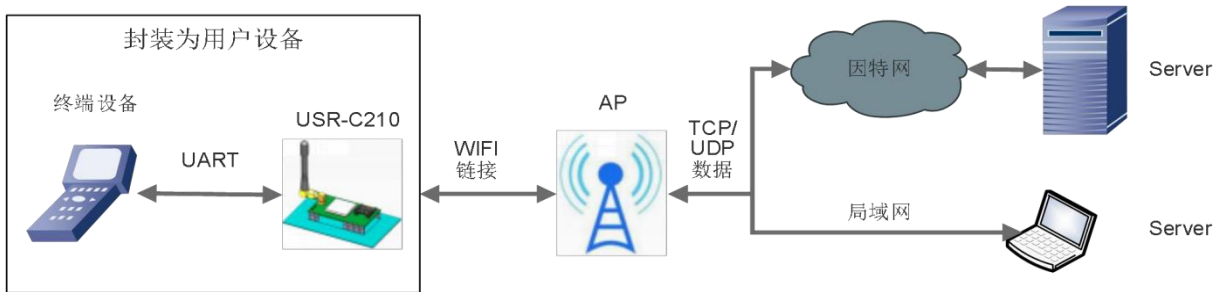 封装为用户设备
终端设备
USR-C210
UART
WIFI
链接
AP
TCP/
UDP
数据
因特网
Server
局域网
Server